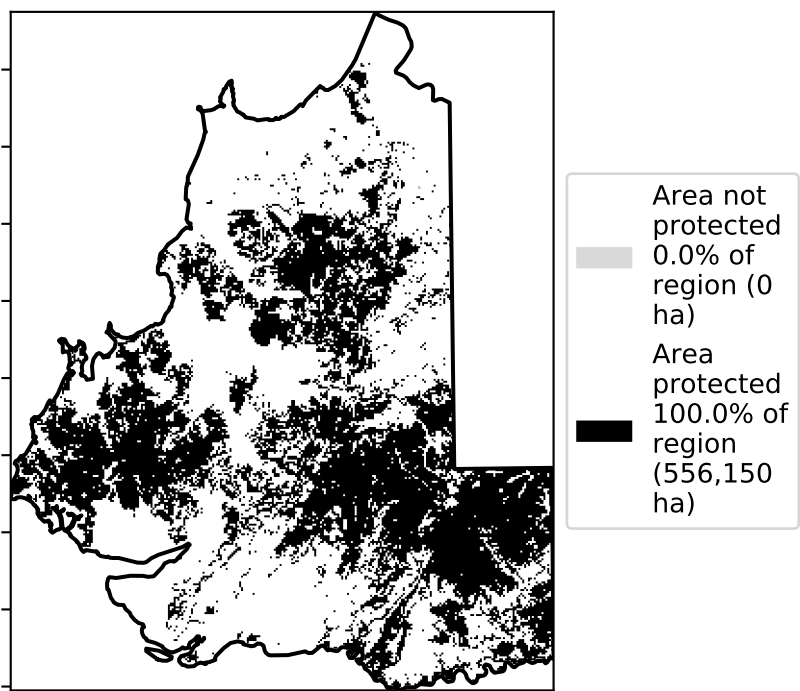 Area not
protected
0.0% of
region (0
ha)
Area
protected
100.0% of
region
(556,150
ha)